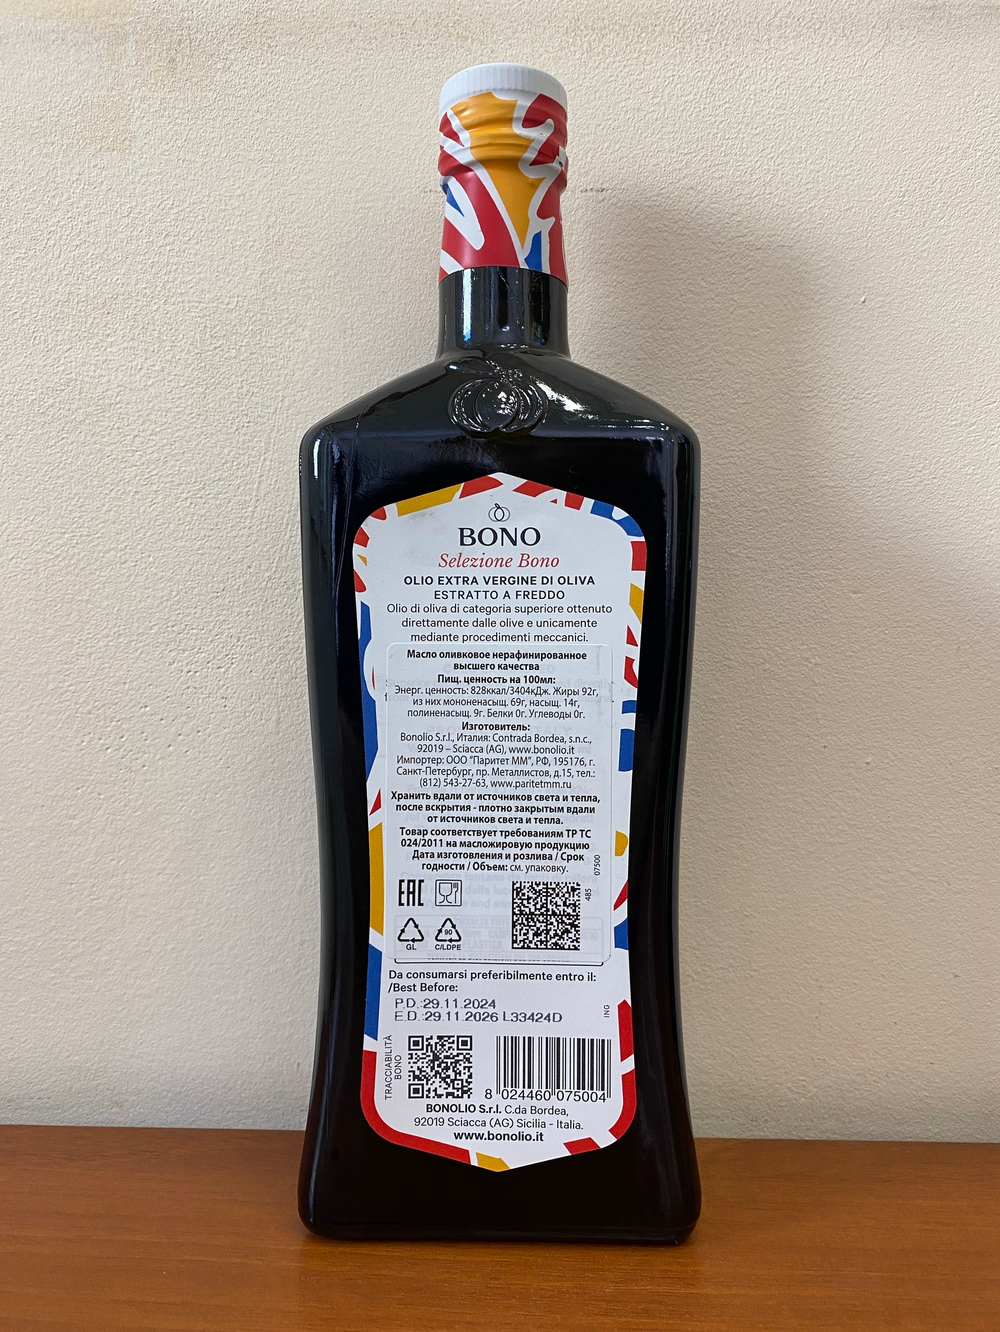 BONO
Selezione Bono
OLIO EXTRA VERGINE DI OLIVA
ESTRATTO A FREDDO
Olio di oliva di categoria superiore ottenuto
direttamente dalle olive e unicamente
mediante procedimenti meccanici.
Масло оливковое нерафинированное
высшего качества
Пищ. ценность на 100мл:
Энерг. ценность: 828ккал/3404кДж. Жиры 92г,
из них мононенасыщ. 69г, насыщ. 14г,
полиненасыщ. 9г. Белки 0г. Углеводы 0г.
Изготовитель:
Bonolio S.r.l., Италия: Contrada Bordea, s.n.c.,
92019 – Sciacca (AG), www.bonolio.it
Импортер: ООО "Паритет ММ", РФ, 195176, г.
Санкт-Петербург, пр. Металлистов, д.15, тел.:
(812) 543-27-63, www.paritetmm.ru
Хранить вдали от источников света и тепла,
после вскрытия - плотно закрытым вдали
от источников света и тепла.
Товар соответствует требованиям ТР ТС
024/2011 на масложировую продукцию
Дата изготовления и розлива / Срок
годности / Объем: см. упаковку.
07500
485
EAC
GL
90
C/LDPE
Da consumarsi preferibilmente entro il:
/Best Before:
P.D.:29.11.2024
E.D.:29.11.2026 L33424D
ING
TRACCIABILITÀ
BONO
8 024460 075004
BONOLIO S.r.l. C.da Bordea,
92019 Sciacca (AG) Sicilia - Italia.
www.bonolio.it